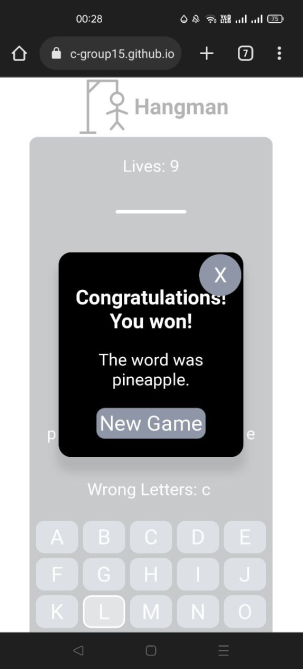 00:28
75
c-group15.github.io
7
Hangman
Lives: 9
X
Congratulations!
You won!
The word was
pineapple.
New Game
p e
Wrong Letters: c
A B C D E
F G H I J
K L M N O